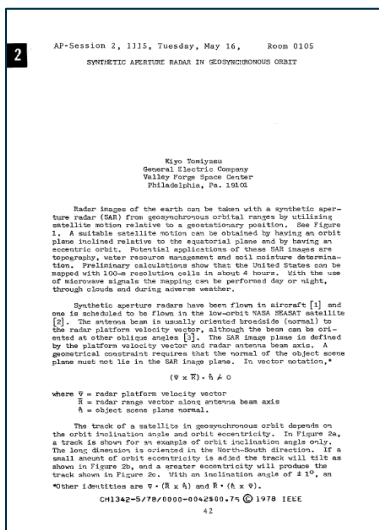 2
AP-Session 2, 1115, Tuesday, May 16, Room 0105
SYNTHETIC APERTURE RADAR IN GEOSYNCHRONOUS ORBIT
Kiyo Tomiyasu
General Electric Company
Valley Forge Space Center
Philadelphia, Pa. 19101
Radar images of the earth can be taken with a synthetic aper-
ture radar (SAR) from geosynchronous orbital ranges by utilizing
satellite motion relative to a geostationary position. See Figure
1. A suitable satellite motion can be obtained by having an orbit
plane inclined relative to the equatorial plane and by having an
eccentric orbit. Potential applications of these SAR images are
topography, water resource management and soil moisture determina-
tion. Preliminary calculations show that the United States can be
mapped with 100-m resolution cells in about 4 hours. With the use
of microwave signals the mapping can be performed day or night,
through clouds and during adverse weather.
Synthetic aperture radars have been flown in aircraft [1] and
one is scheduled to be flown in the low-orbit NASA SEASAT satellite
[2]. The antenna beam is usually oriented broadside (normal) to
the radar platform velocity vector, although the beam can be ori-
ented at other oblique angles [3]. The SAR image plane is defined
by the platform velocity vector and radar antenna beam axis. A
geometrical constraint requires that the normal of the object scene
plane must not lie in the SAR image plane. In vector notation,*
(V̅ x R̅) · n̂ ≠ 0
where V̅ = radar platform velocity vector
R̅ = radar range vector along antenna beam axis
n̂ = object scene plane normal.
The track of a satellite in geosynchronous orbit depends on
the orbit inclination angle and orbit eccentricity. In Figure 2a,
a track is shown for an example of orbit inclination angle only.
The long dimension is oriented in the North-South direction. If a
small amount of orbit eccentricity is added the track will tilt as
shown in Figure 2b, and a greater eccentricity will produce the
track shown in Figure 2c. With an inclination angle of ± 1°, an
*Other identities are V̅ · (R̅ x n̂) and R̅ · (n̂ x V̅).
CH1342-5/78/0000-0042$00.75 © 1978 IEEE
42